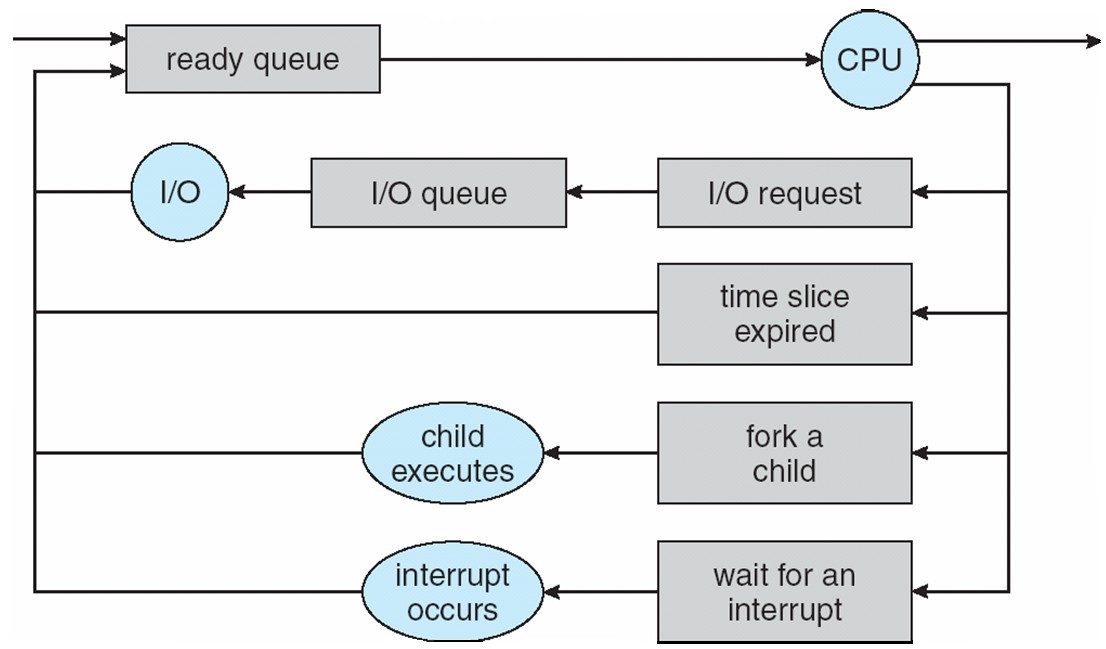 ready queue
CPU
I/O
I/O queue
I/O request
time slice
expired
child
executes
fork a
child
interrupt
occurs
wait for an
interrupt